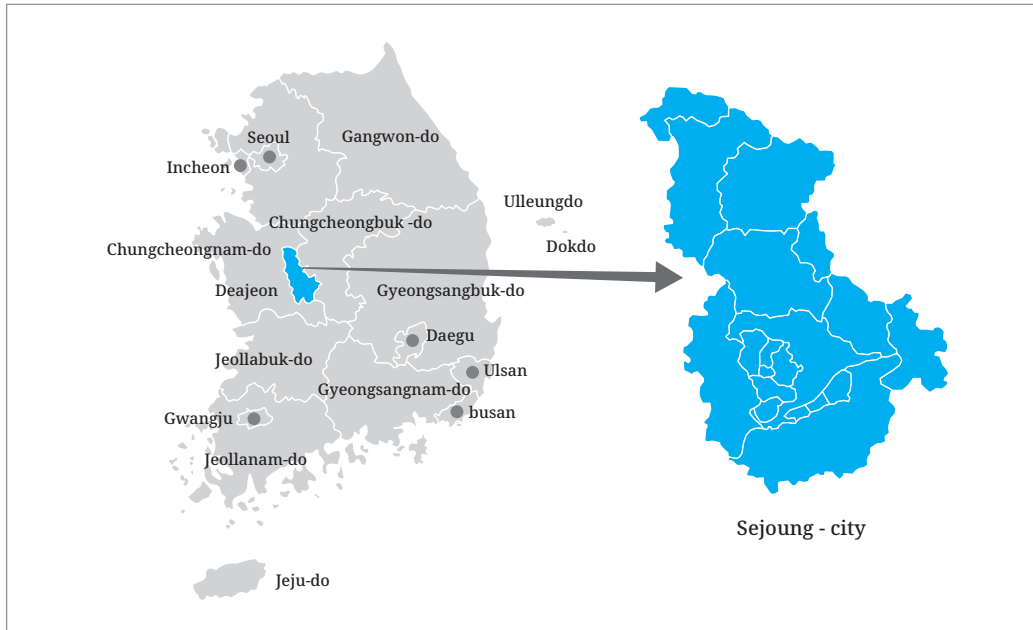 Seoul
Gangwon-do
Incheon
Ulleungdo
Chungcheongbuk -do
Dokdo
Chungcheongnam-do
Deajeon
Gyeongsangbuk-do
Daegu
Jeollabuk-do
Ulsan
Gyeongsangnam-do
busan
Gwangju
Jeollanam-do
Sejoung - city
Jeju-do